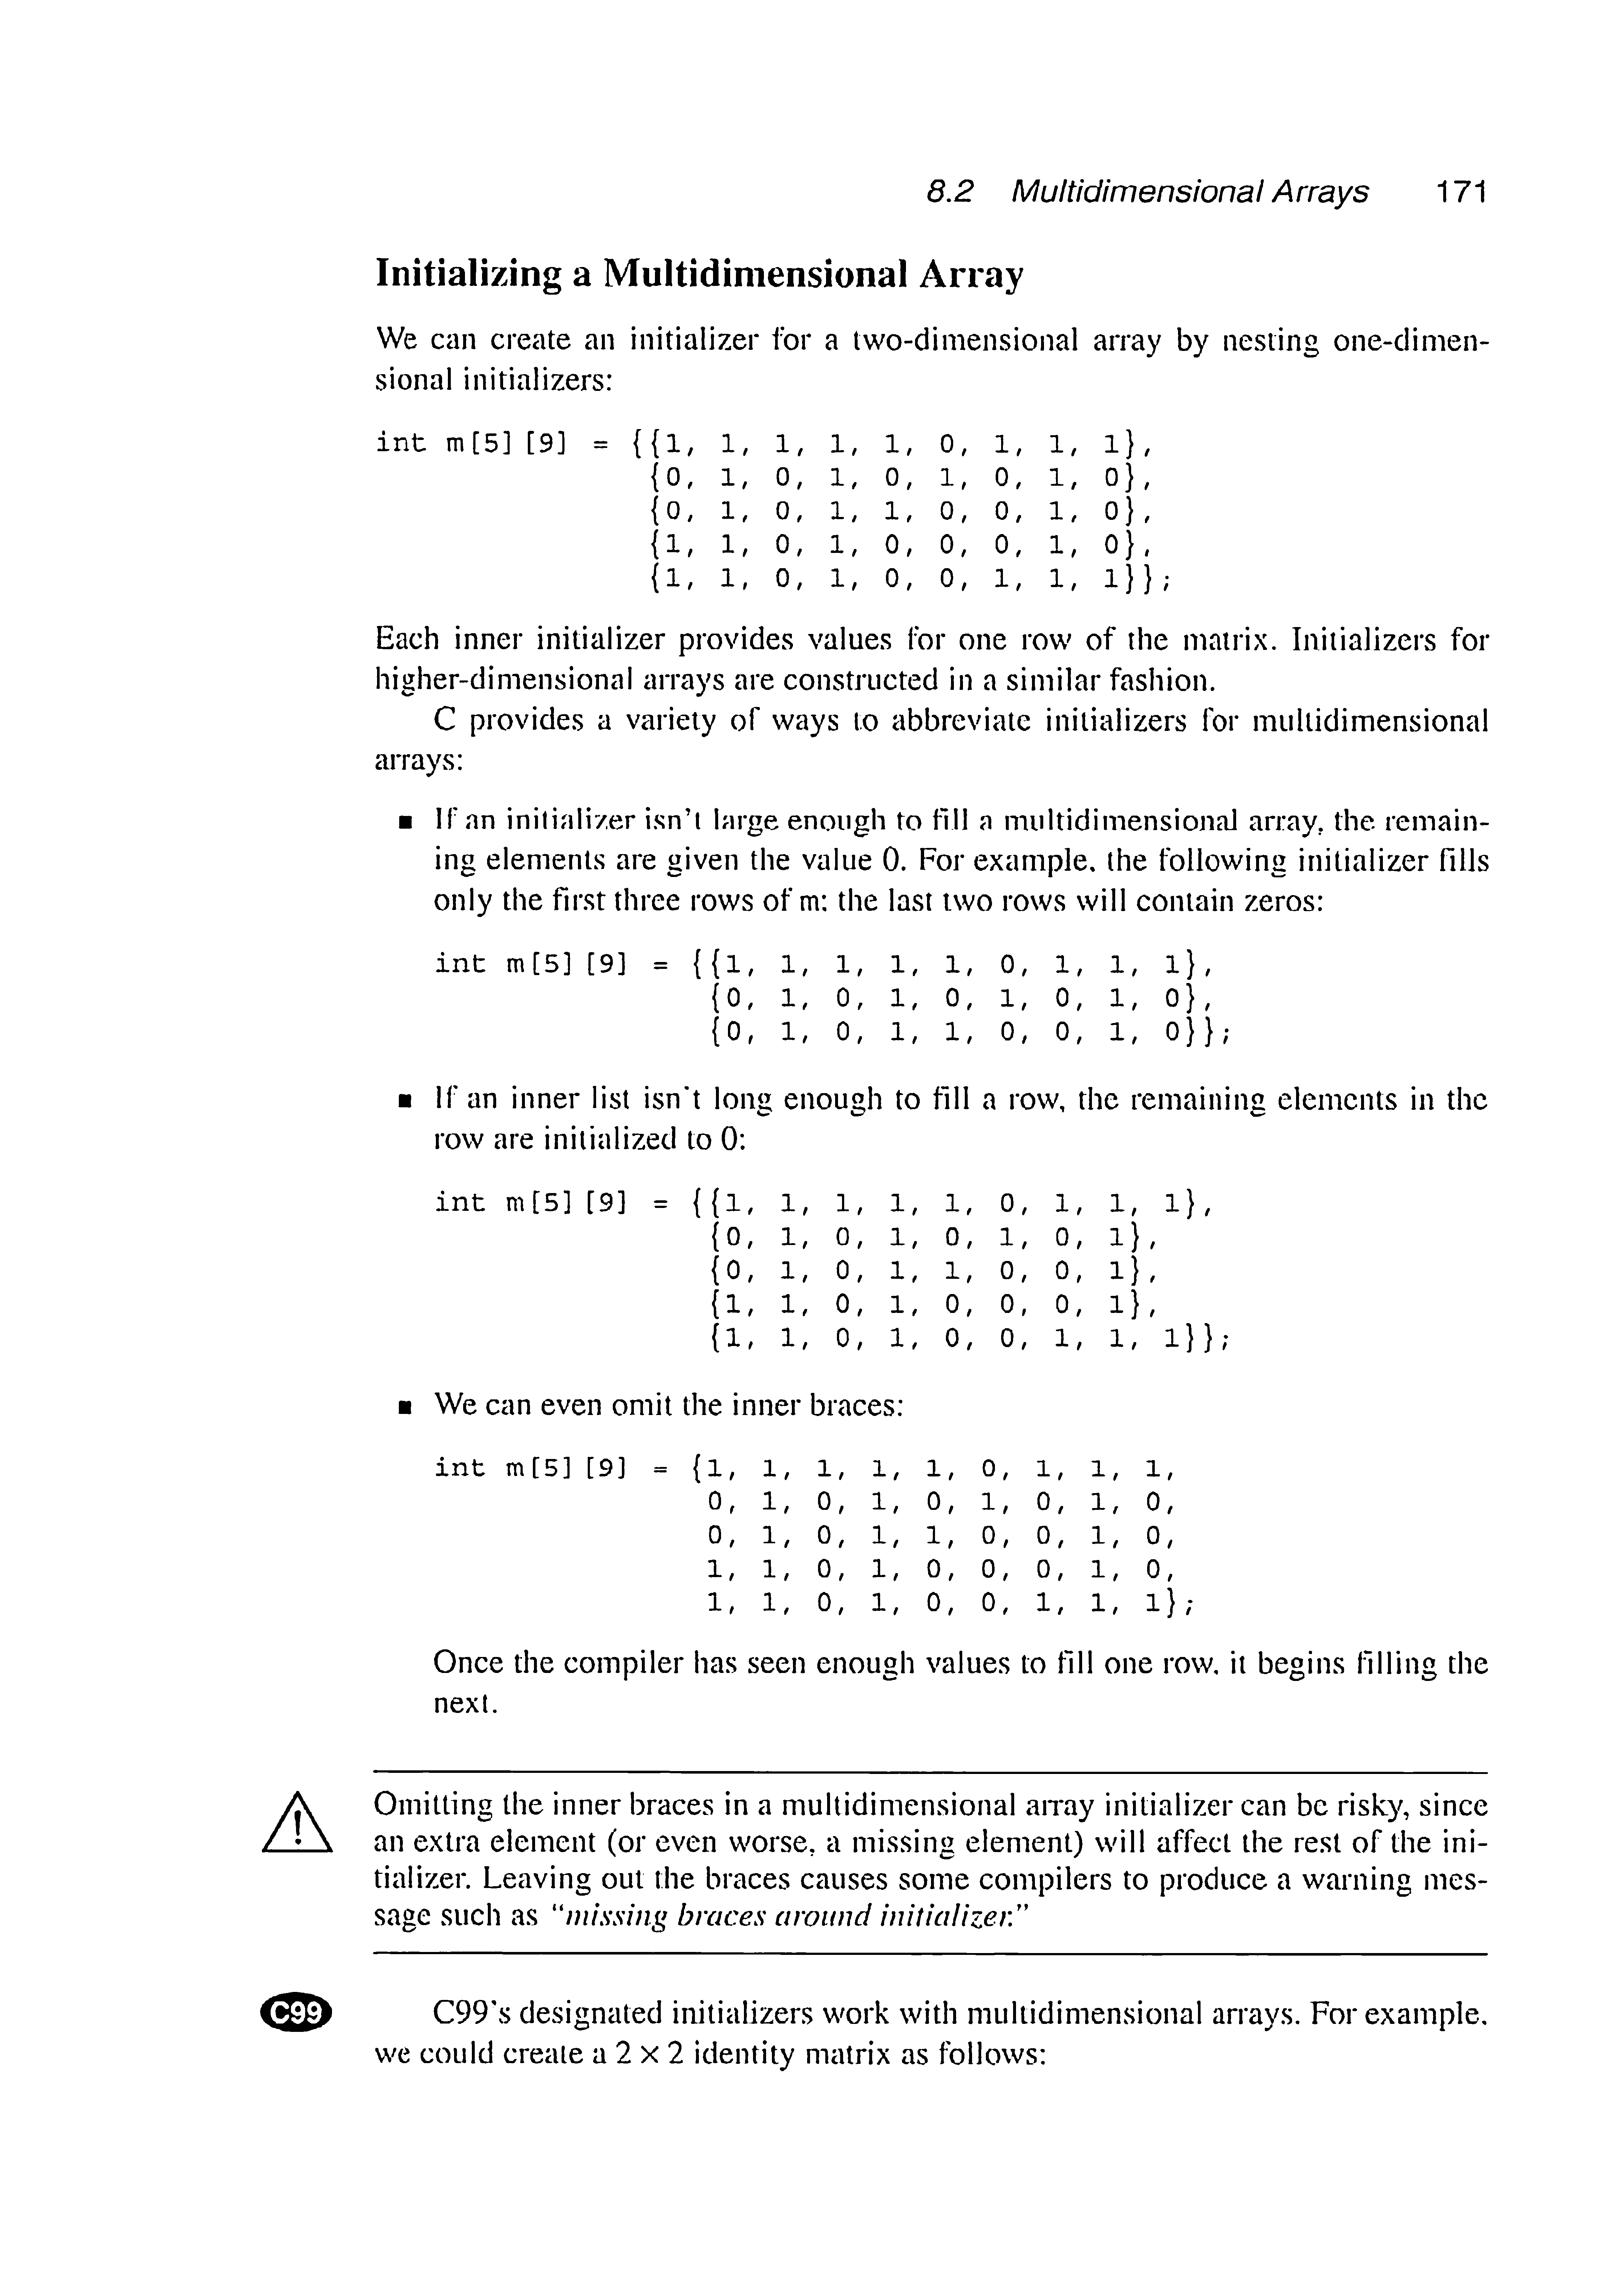 8.2 Multidimensional Arrays 171
Initializing a Multidimensional Array
We can create an initializer for a two-dimensional array by nesting one-dimen-
sional initializers:
int m[5][9] = {{1, 1, 1, 1, 1, 0, 1, 1, 1},
{0, 1, 0, 1, 0, 1, 0, 1, 0},
{0, 1, 0, 1, 1, 0, 0, 1, 0},
{1, 1, 0, 1, 0, 0, 0, 1, 0},
{1, 1, 0, 1, 0, 0, 1, 1, 1}};
Each inner initializer provides values for one row of the matrix. Initializers for
higher-dimensional arrays are constructed in a similar fashion.
C provides a variety of ways to abbreviate initializers for multidimensional
arrays:
■ If an initializer isn't large enough to fill a multidimensional array, the remain-
ing elements are given the value 0. For example, the following initializer fills
only the first three rows of m; the last two rows will contain zeros:
int m[5][9] = {{1, 1, 1, 1, 1, 0, 1, 1, 1},
{0, 1, 0, 1, 0, 1, 0, 1, 0},
{0, 1, 0, 1, 1, 0, 0, 1, 0}};
■ If an inner list isn't long enough to fill a row, the remaining elements in the
row are initialized to 0:
int m[5][9] = {{1, 1, 1, 1, 1, 0, 1, 1, 1},
{0, 1, 0, 1, 0, 1, 0, 1},
{0, 1, 0, 1, 1, 0, 0, 1},
{1, 1, 0, 1, 0, 0, 0, 1},
{1, 1, 0, 1, 0, 0, 1, 1, 1}};
■ We can even omit the inner braces:
int m[5][9] = {1, 1, 1, 1, 1, 0, 1, 1, 1,
0, 1, 0, 1, 0, 1, 0, 1, 0,
0, 1, 0, 1, 1, 0, 0, 1, 0,
1, 1, 0, 1, 0, 0, 0, 1, 0,
1, 1, 0, 1, 0, 0, 1, 1, 1};
Once the compiler has seen enough values to fill one row, it begins filling the
next.
Omitting the inner braces in a multidimensional array initializer can be risky, since
an extra element (or even worse, a missing element) will affect the rest of the ini-
tializer. Leaving out the braces causes some compilers to produce a warning mes-
sage such as “missing braces around initializer.”
C99 C99's designated initializers work with multidimensional arrays. For example,
we could create a 2 x 2 identity matrix as follows: